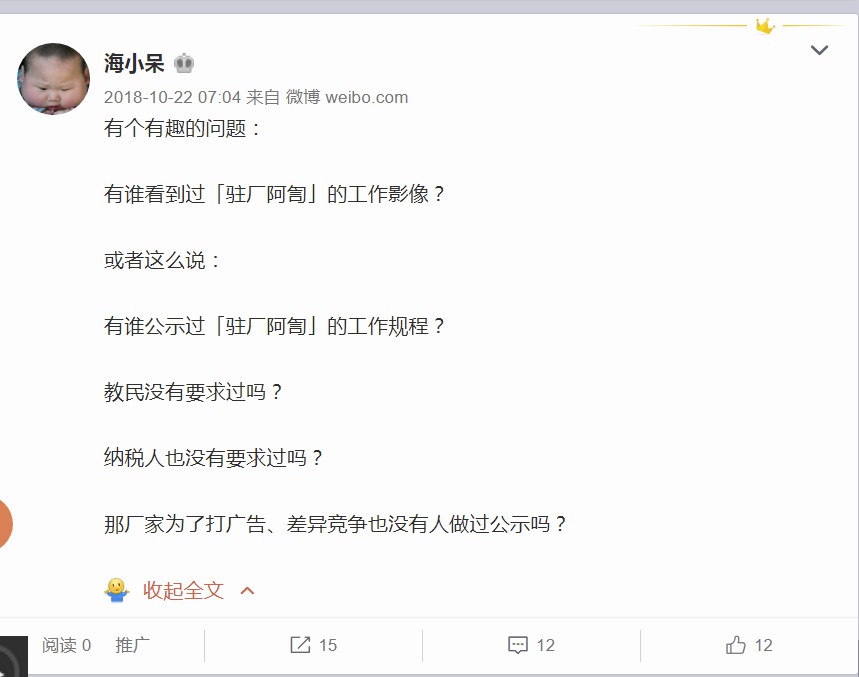 海小呆
2018-10-22 07:04 来自 微博 weibo.com
有个有趣的问题：
有谁看到过「驻厂阿訇」的工作影像？
或者这么说：
有谁公示过「驻厂阿訇」的工作规程？
教民没有要求过吗？
纳税人也没有要求过吗？
那厂家为了打广告、差异竞争也没有人做过公示吗？
收起全文
阅读 0 推广 15 12 12